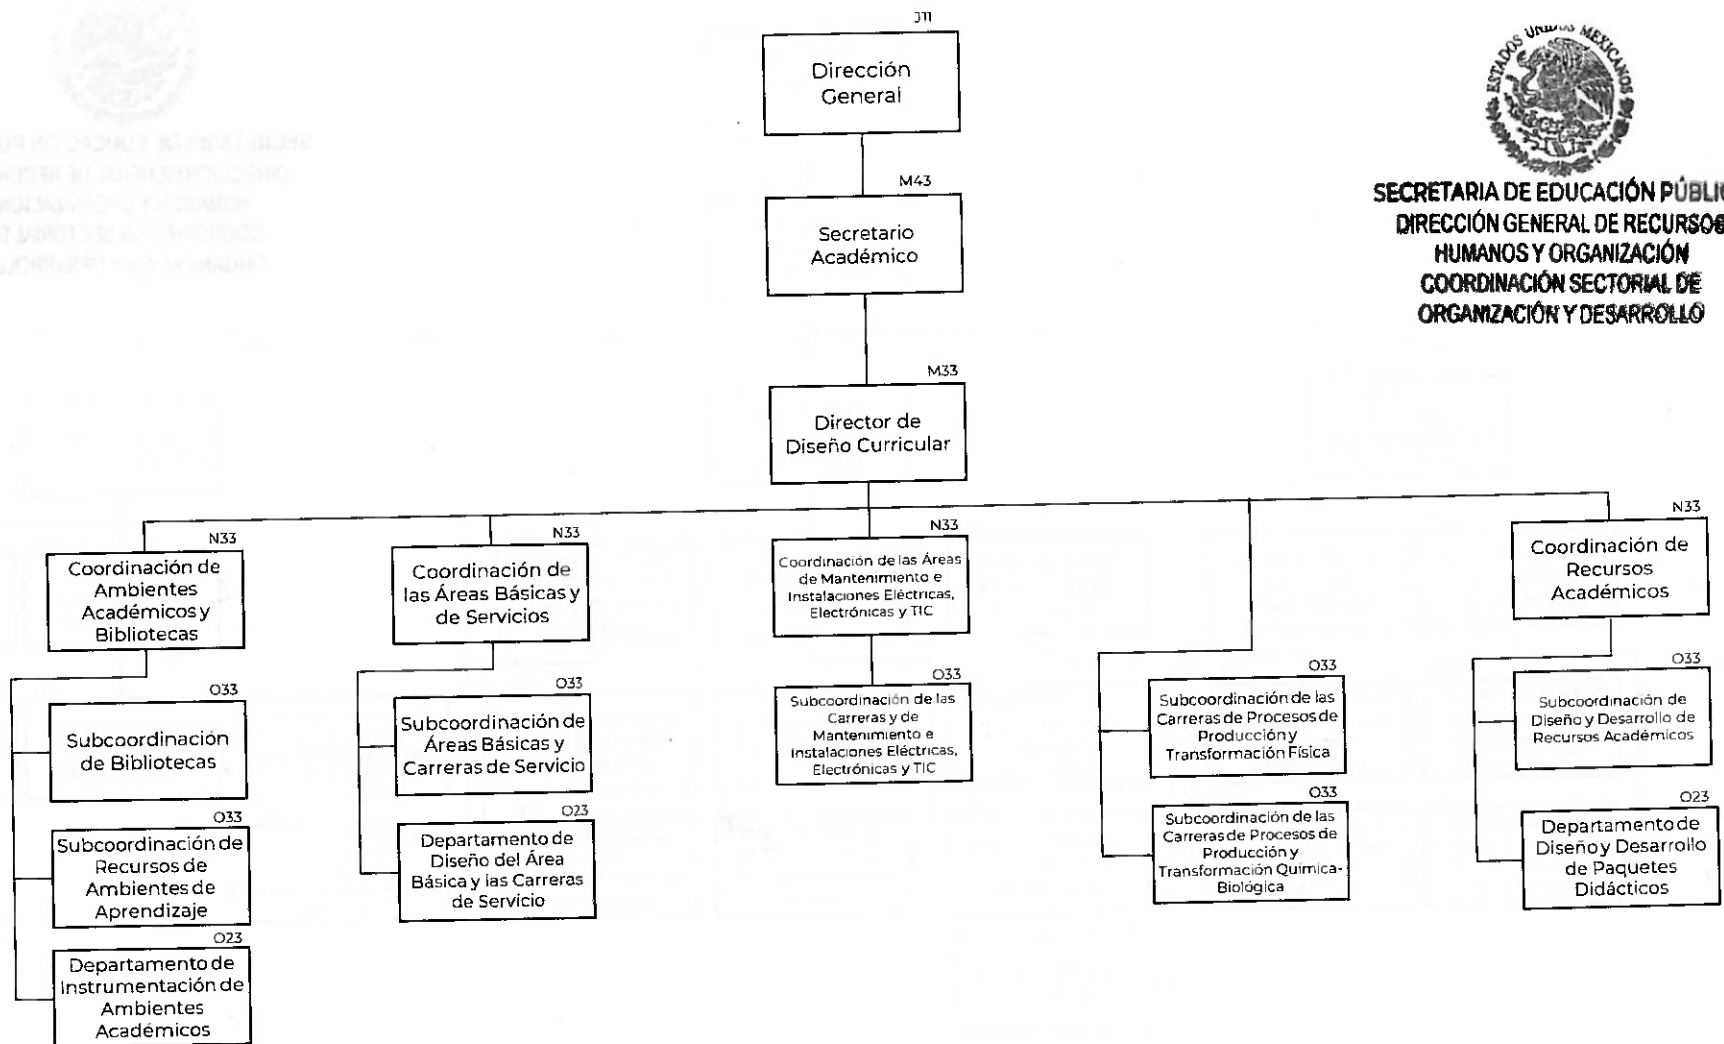 J11
Dirección
General
M43
Secretario
Académico
M33
Director de
Diseño Curricular
ESTADOS UNIDOS MEXICANOS
SECRETARIA DE EDUCACIÓN PÚBLI
DIRECCIÓN GENERAL DE RECURSOS
HUMANOS Y ORGANIZACIÓN
COORDINACIÓN SECTORIAL DE
ORGANIZACIÓN Y DESARROLLO
N33
Coordinación de
Ambientes
Académicos y
Bibliotecas
O33
Subcoordinación
de Bibliotecas
O33
Subcoordinación de
Recursos de
Ambientes de
Aprendizaje
O23
Departamento de
Instrumentación de
Ambientes
Académicos
N33
Coordinación de
las Áreas Básicas y
de Servicios
O33
Subcoordinación de
Áreas Básicas y
Carreras de Servicio
O23
Departamento de
Diseño del Área
Básica y las Carreras
de Servicio
N33
Coordinación de las Áreas
de Mantenimiento e
Instalaciones Eléctricas,
Electrónicas y TIC
O33
Subcoordinación de las
Carreras y de
Mantenimiento e
Instalaciones Eléctricas,
Electrónicas y TIC
O33
Subcoordinación de las
Carreras de Procesos de
Producción y
Transformación Física
O33
Subcoordinación de las
Carreras de Procesos de
Producción y
Transformación Química-
Biológica
N33
Coordinación de
Recursos
Académicos
O33
Subcoordinación de
Diseño y Desarrollo de
Recursos Académicos
O23
Departamento de
Diseño y Desarrollo
de Paquetes
Didácticos